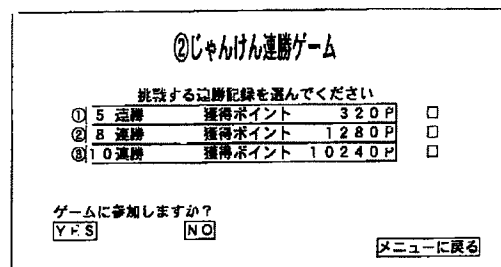 ②じゃんけん連勝ゲーム
挑戦する連勝記録を選んでください
① 5 連勝 獲得ポイント 320P □
② 8 連勝 獲得ポイント 1280P □
③ 10連勝 獲得ポイント 10240P □
ゲームに参加しますか?
YES NO
メニューに戻る